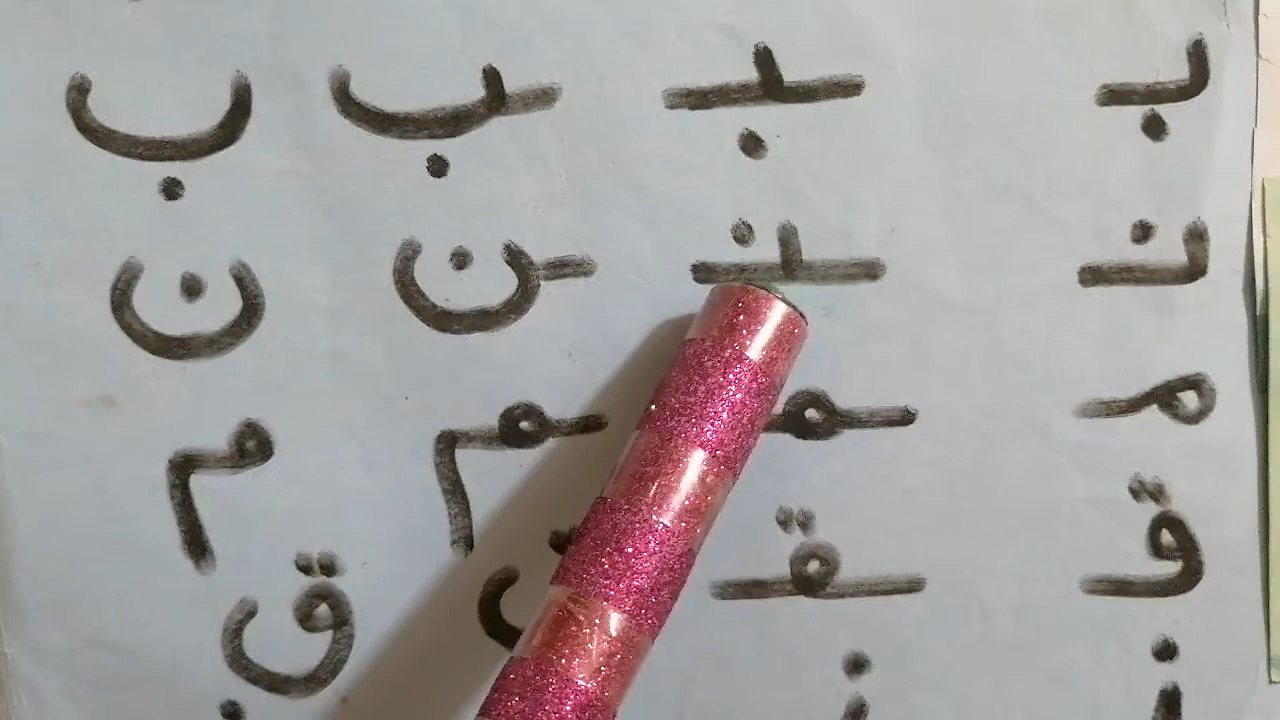 بـ ـبـ ـب ب
نـ ـنـ ـن ن
مـ ـمـ ـم م
قـ ـقـ ق